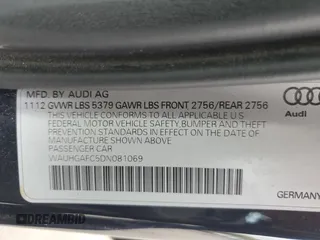 MFD. BY AUDI AG
1112 GVWR LBS 5379 GAWR LBS FRONT 2756/REAR 2756
THIS VEHICLE CONFORMS TO ALL APPLICABLE
FEDERAL MOTOR VEHICLE SAFETY,BUMPER AND THEFT
PREVENTION STANDARDS IN EFFECT ON THE DATE OF
MANUFACTURE SHOWN ABOVE
PASSENGER CAR
WAUHGAFC5DN081069
Audi
GERMANY
DREAMBID